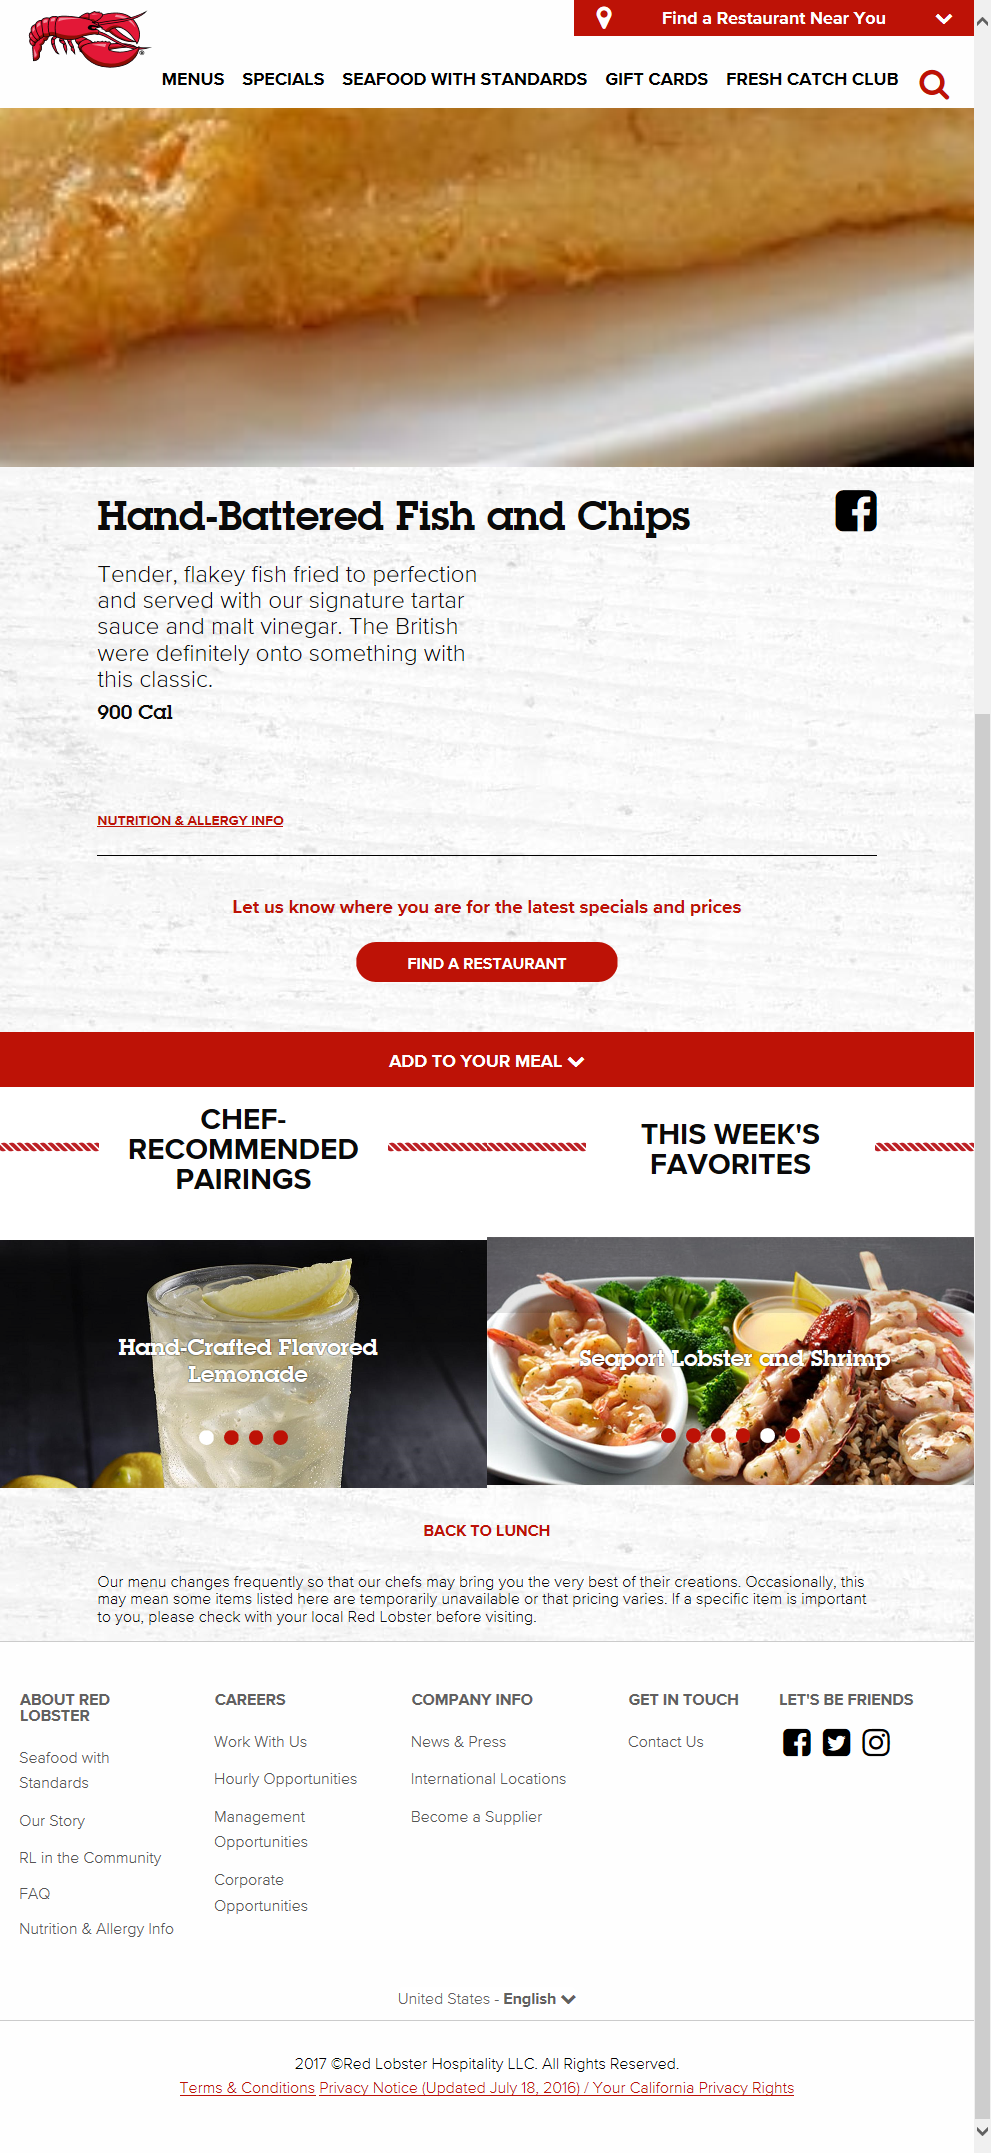 Find a Restaurant Near You
MENUS SPECIALS SEAFOOD WITH STANDARDS GIFT CARDS FRESH CATCH CLUB
Hand-Battered Fish and Chips
Tender, flakey fish fried to perfection
and served with our signature tartar
sauce and malt vinegar. The British
were definitely onto something with
this classic.
900 Cal
NUTRITION & ALLERGY INFO
Let us know where you are for the latest specials and prices
FIND A RESTAURANT
ADD TO YOUR MEAL
CHEF-
RECOMMENDED
PAIRINGS
THIS WEEK'S
FAVORITES
Hand-Crafted Flavored
Lemonade
Seaport Lobster and Shrimp
BACK TO LUNCH
Our menu changes frequently so that our chefs may bring you the very best of their creations. Occasionally, this
may mean some items listed here are temporarily unavailable or that pricing varies. If a specific item is important
to you, please check with your local Red Lobster before visiting.
ABOUT RED
LOBSTER
Seafood with
Standards
Our Story
RL in the Community
FAQ
Nutrition & Allergy Info
CAREERS
Work With Us
Hourly Opportunities
Management
Opportunities
Corporate
Opportunities
COMPANY INFO
News & Press
International Locations
Become a Supplier
GET IN TOUCH
Contact Us
LET'S BE FRIENDS
United States - English
2017 ©Red Lobster Hospitality LLC. All Rights Reserved.
Terms & Conditions Privacy Notice (Updated July 18, 2016) / Your California Privacy Rights